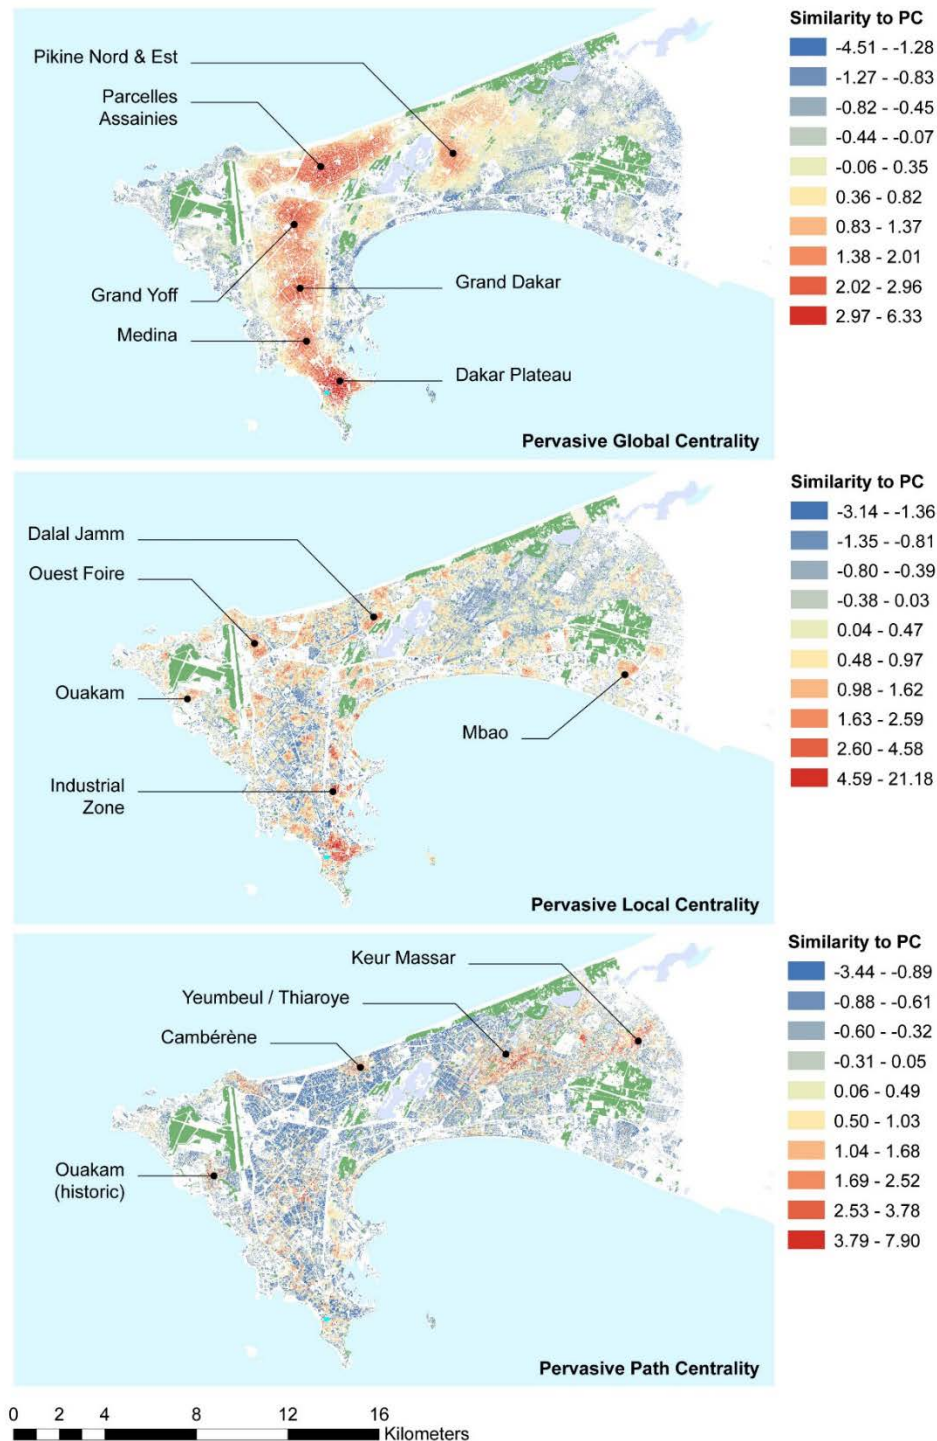 Pikine Nord & Est
Parcelles
Assainies
Grand Yoff
Medina
Grand Dakar
Dakar Plateau
Pervasive Global Centrality
Similarity to PC
-4.51 - -1.28
-1.27 - -0.83
-0.82 - -0.45
-0.44 - -0.07
-0.06 - 0.35
0.36 - 0.82
0.83 - 1.37
1.38 - 2.01
2.02 - 2.96
2.97 - 6.33
Dalal Jamm
Ouest Foire
Ouakam
Industrial
Zone
Mbao
Pervasive Local Centrality
Similarity to PC
-3.14 - -1.36
-1.35 - -0.81
-0.80 - -0.39
-0.38 - 0.03
0.04 - 0.47
0.48 - 0.97
0.98 - 1.62
1.63 - 2.59
2.60 - 4.58
4.59 - 21.18
Keur Massar
Yeumbeul / Thiaroye
Cambérène
Ouakam
(historic)
Pervasive Path Centrality
Similarity to PC
-3.44 - -0.89
-0.88 - -0.61
-0.60 - -0.32
-0.31 - 0.05
0.06 - 0.49
0.50 - 1.03
1.04 - 1.68
1.69 - 2.52
2.53 - 3.78
3.79 - 7.90
0 2 4 8 12 16
Kilometers